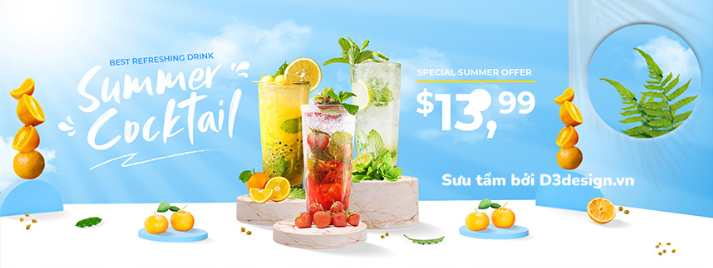 BEST REFRESHING DRINK
Summer
Cocktail
SPECIAL SUMMER OFFER
$13,99
Sưu tầm bởi D3design.vn